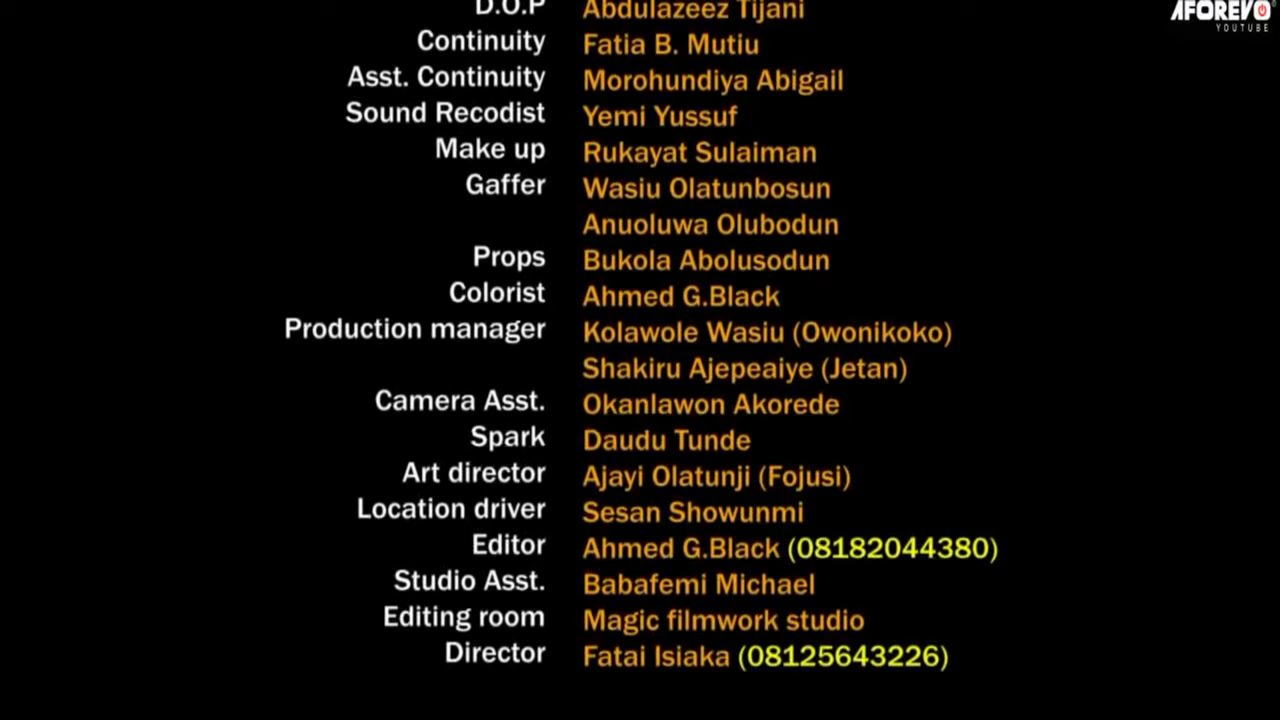 AFOREVO
YOUTUBE
D.O.P Abdulazeez Tijani
Continuity Fatia B. Mutiu
Asst. Continuity Morohundiya Abigail
Sound Recodist Yemi Yussuf
Make up Rukayat Sulaiman
Gaffer Wasiu Olatunbosun
Anuoluwa Olubodun
Props Bukola Abolusodun
Colorist Ahmed G.Black
Production manager Kolawole Wasiu (Owonikoko)
Shakiru Ajepeaiye (Jetan)
Camera Asst. Okanlawon Akorede
Spark Daudu Tunde
Art director Ajayi Olatunji (Fojusi)
Location driver Sesan Showunmi
Editor Ahmed G.Black (08182044380)
Studio Asst. Babafemi Michael
Editing room Magic filmwork studio
Director Fatai Isiaka (08125643226)